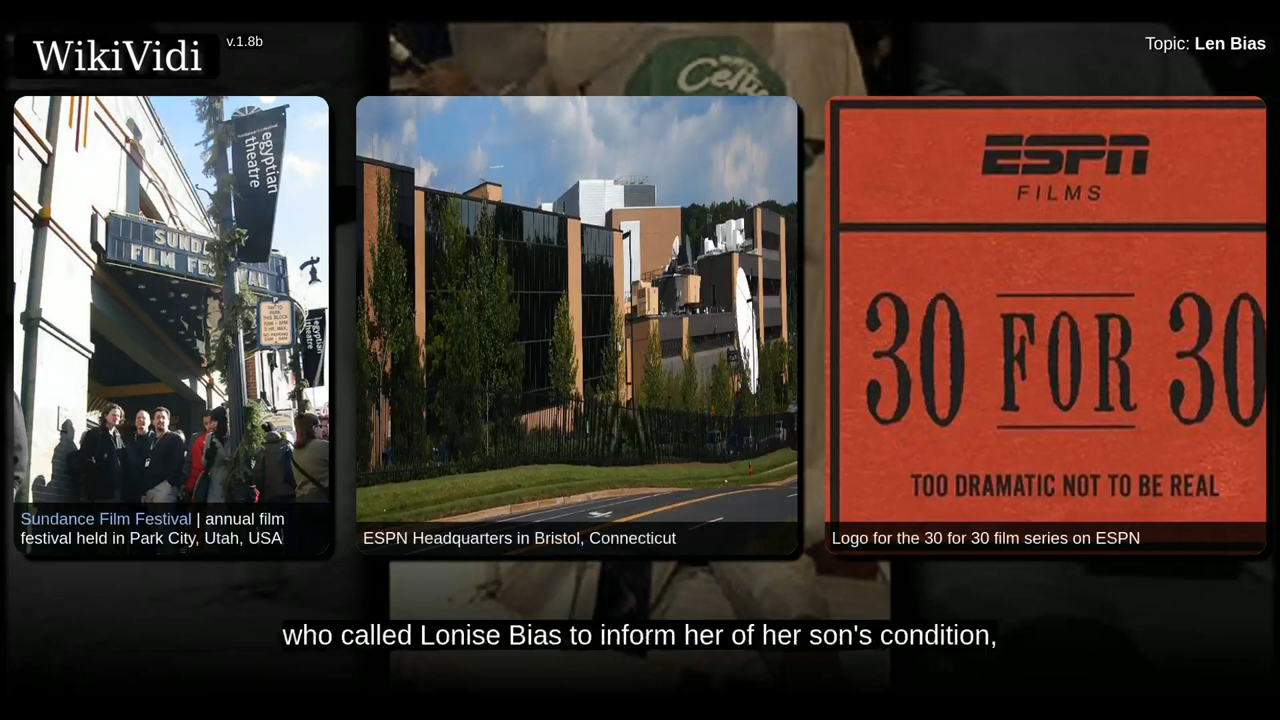 WikiVidi
v.1.8b
Topic: Len Bias
Celtics
egyptian
theatre
FILM
egyptian
theatre
Sundance Film Festival | annual film
festival held in Park City, Utah, USA
ESPN Headquarters in Bristol, Connecticut
ESPN
FILMS
30 FOR 30
TOO DRAMATIC NOT TO BE REAL
Logo for the 30 for 30 film series on ESPN
who called Lonise Bias to inform her of her son's condition,